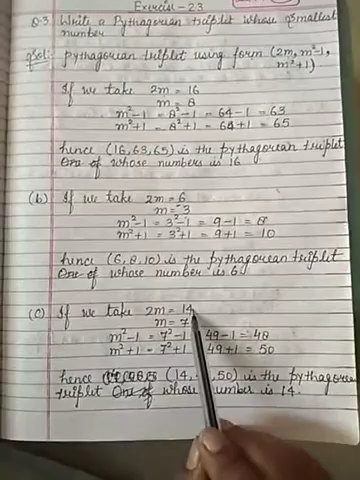 Exercise-23
Q.3 Write a Pythagorean triplet whose smallest
number
Sol: pythagorean triplet using form (2m, m²-1,
m²+1)
If we take 2m = 16
m = 8
m²-1 = 8²-1 = 64-1 = 63
m²+1 = 8²+1 = 64+1 = 65
hence (16,63,65) is the pythagorean triplet
One of whose numbers is 16
(b) If we take 2m = 6
m = 3
m²-1 = 3²-1 = 9-1 = 8
m²+1 = 3²+1 = 9+1 = 10
hence (6,8,10) is the pythagorean triplet
One of whose number is 6
(c) If we take 2m = 14
m = 7
m²-1 = 7²-1 49-1 = 48
m²+1 = 7²+1 49+1 = 50
hence (14, ,50) is the pythagorean
triplet One of whose number is 14.